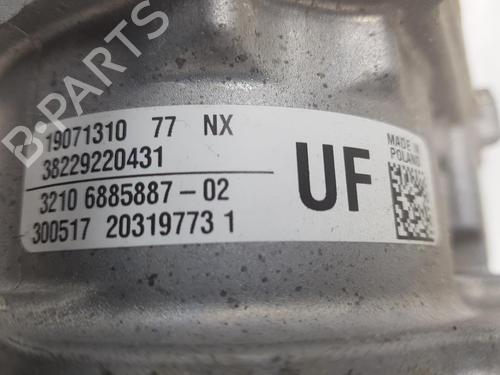 19071310 77 NX
38229220431
3210 6885887-02
300517 20319773 1
UF
MADE IN
POLAND
B-PARTS